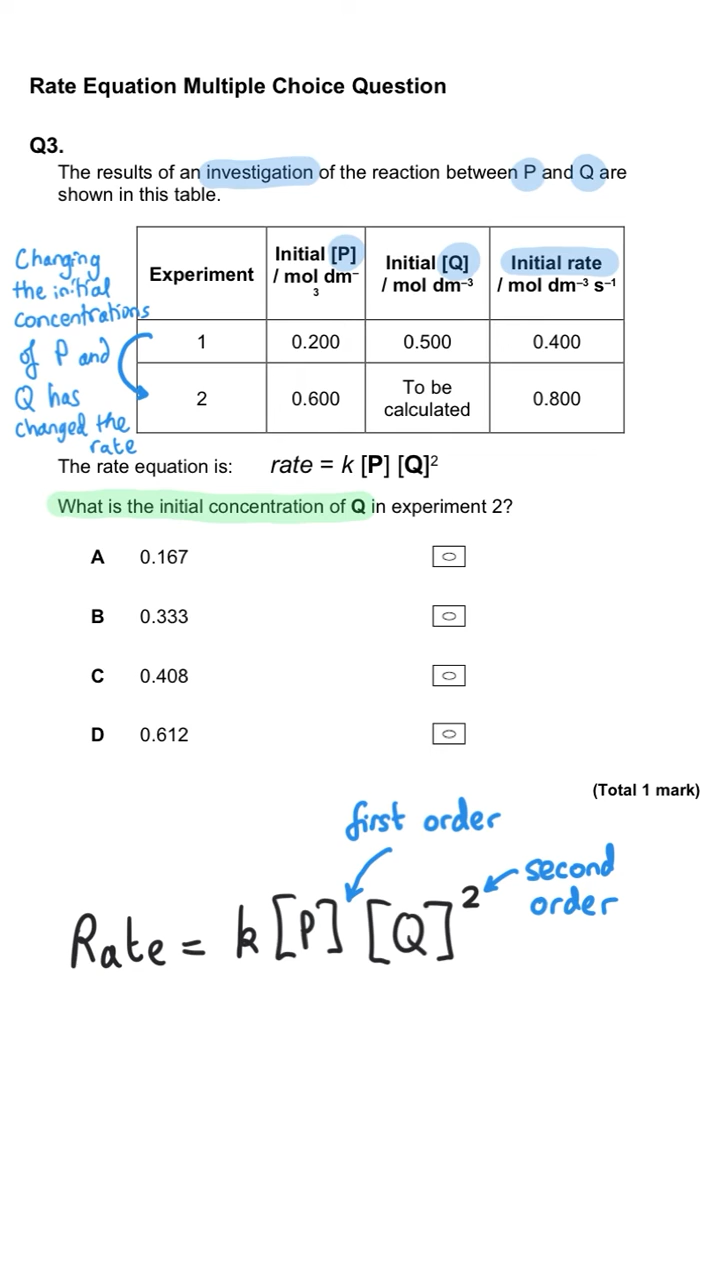 Rate Equation Multiple Choice Question
Q3.
The results of an investigation of the reaction between P and Q are
shown in this table.
Changing
the initial
concentrations
of P and
Q has
changed the
rate
Experiment
Initial [P]
/ mol dm⁻
³
Initial [Q]
/ mol dm⁻³
Initial rate
/ mol dm⁻³ s⁻¹
1
0.200
0.500
0.400
2
0.600
To be
calculated
0.800
The rate equation is: rate = k [P] [Q]²
What is the initial concentration of Q in experiment 2?
A 0.167
B 0.333
C 0.408
D 0.612
(Total 1 mark)
first order
second
order
Rate = k [P] [Q]²